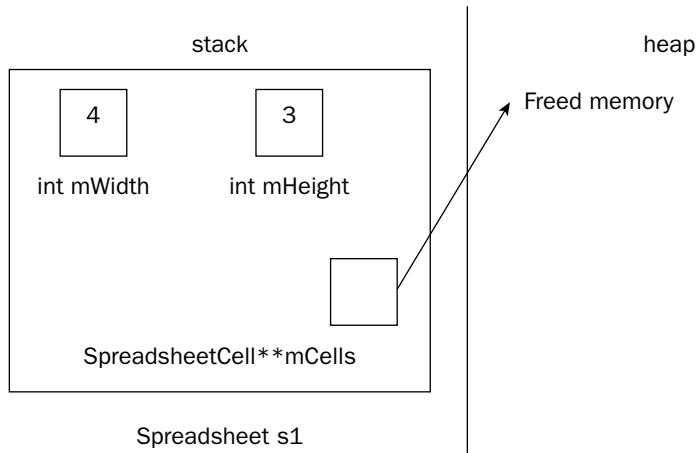 stack
heap
4
3
Freed memory
int mWidth
int mHeight
SpreadsheetCell**mCells
Spreadsheet s1